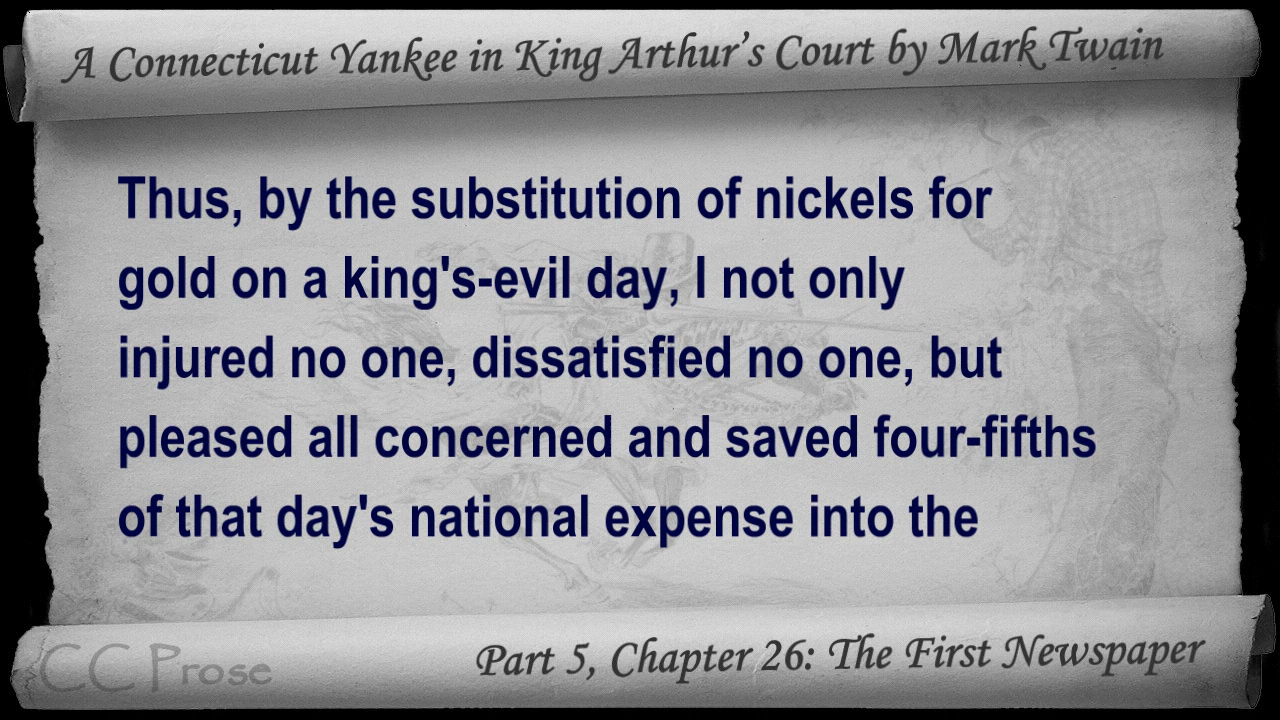 A Connecticut Yankee in King Arthur's Court by Mark Twain
Thus, by the substitution of nickels for
gold on a king's-evil day, I not only
injured no one, dissatisfied no one, but
pleased all concerned and saved four-fifths
of that day's national expense into the
CC Prose
Part 5, Chapter 26: The First Newspaper